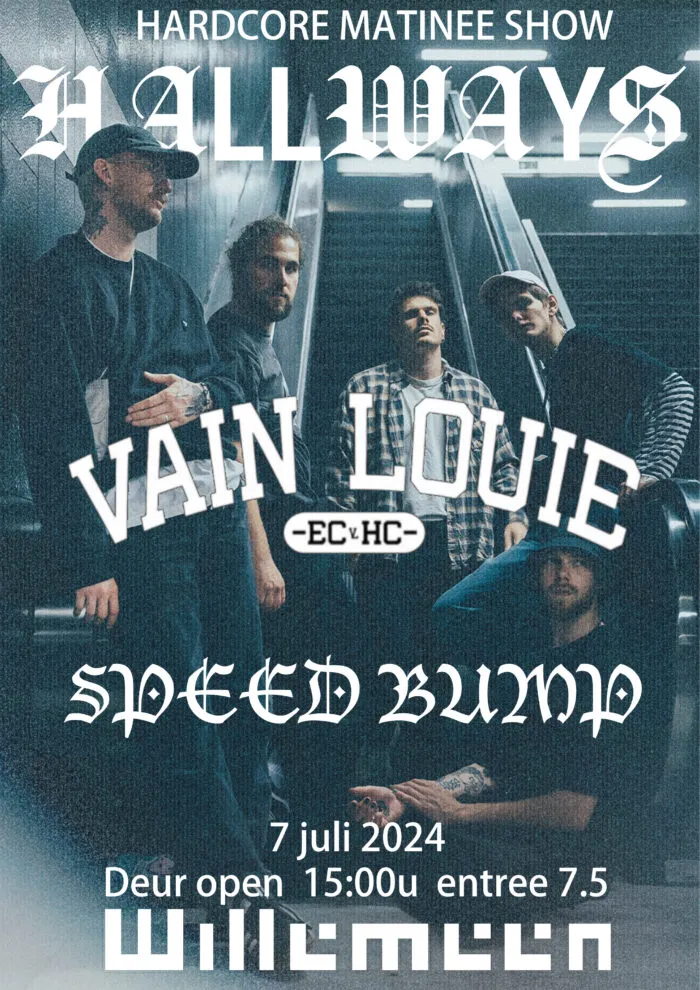 HARDCORE MATINEE SHOW
HALLWAYS
VAIN LOUIE
-EC v. HC-
SPEED BUMP
7 juli 2024
Deur open 15:00u entree 7.5
Willemeen